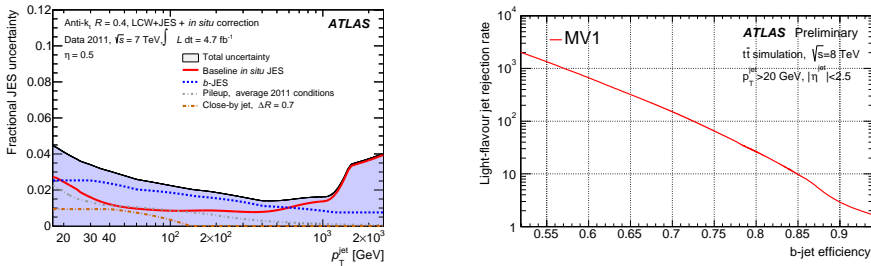 Fractional JES uncertainty
0.12
0.1
0.08
0.06
0.04
0.02
0
Anti-k, R = 0.4, LCW+JES + in situ correction
ATLAS
Data 2011, √s = 7 TeV, ∫ L dt = 4.7 fb⁻¹
η = 0.5
Total uncertainty
Baseline in situ JES
b-JES
Pileup, average 2011 conditions
Close-by jet, ΔR = 0.7
20 30 40 10² 2×10² 10³ 2×10³
p_T^jet [GeV]
Light-flavour jet rejection rate
10⁴
10³
10²
10
1
MV1
ATLAS Preliminary
tt̄ simulation, √s=8 TeV
p_T^jet>20 GeV, |η^jet|<2.5
0.55 0.6 0.65 0.7 0.75 0.8 0.85 0.9
b-jet efficiency